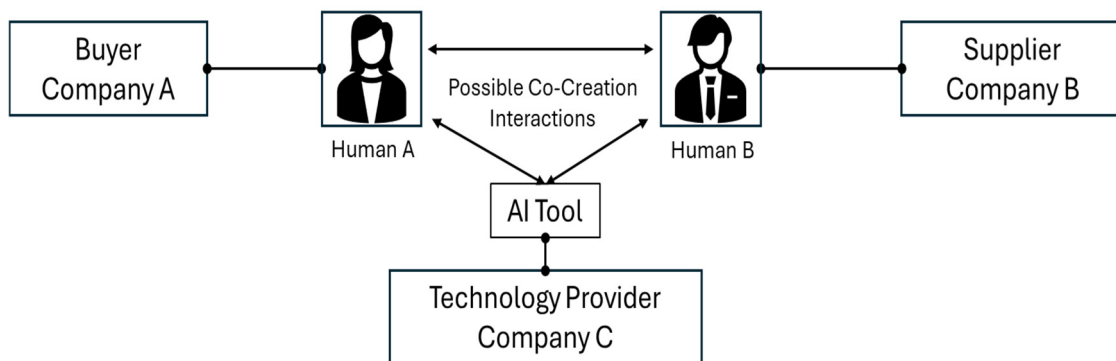 Buyer
Company A
Human A
Possible Co-Creation
Interactions
Human B
Supplier
Company B
AI Tool
Technology Provider
Company C